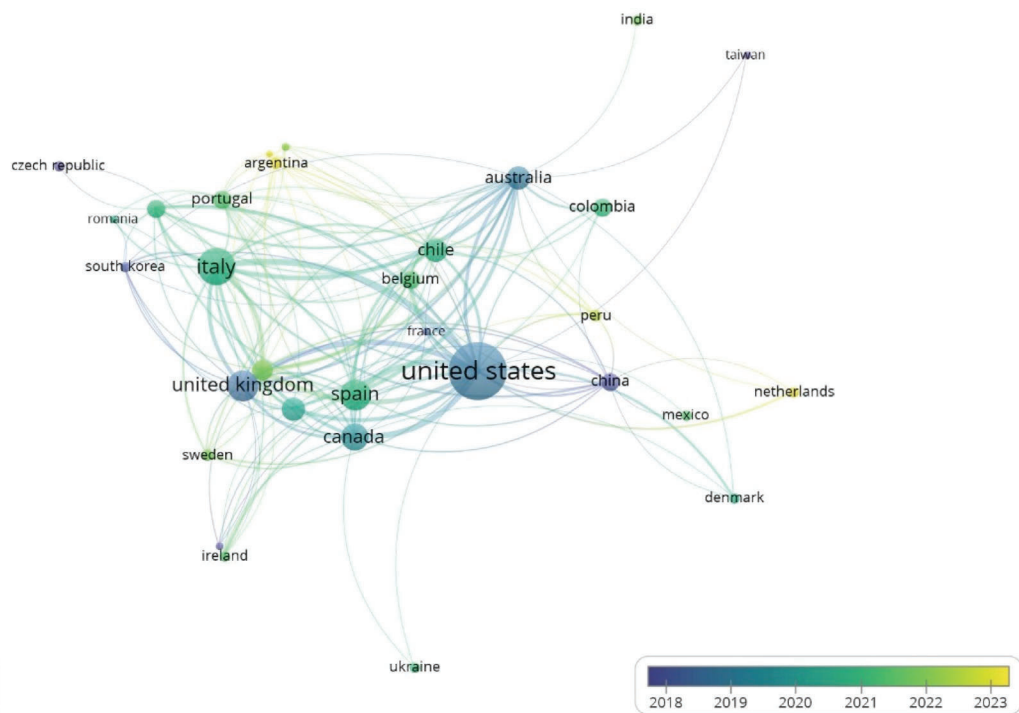 india
taiwan
czech republic
argentina
australia
portugal
colombia
romania
chile
italy
south korea
belgium
peru
france
united states
china
united kingdom
spain
netherlands
mexico
canada
sweden
denmark
ireland
ukraine
2018 2019 2020 2021 2022 2023